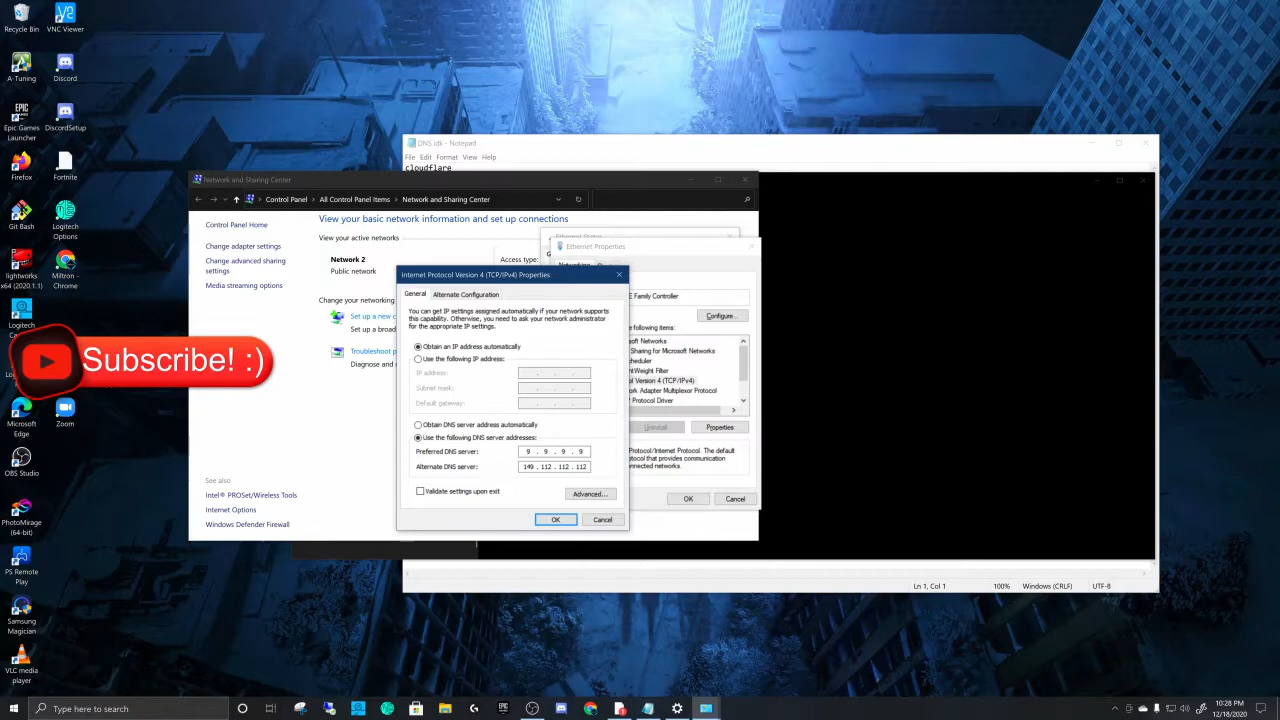 Recycle Bin
VNC Viewer
A-Tuning
Discord
Epic Games
Launcher
DiscordSetup
Firefox
Fortnite
Git Bash
Logitech
Options
lightworks
x64 (2020.1.1)
Miltron -
Chrome
Logitech
Subscribe! :)
Microsoft
Edge
Zoom
OBS Studio
PhotoMirage
(64-bit)
PS Remote
Play
Samsung
Magician
VLC media
player
DNS idk - Notepad
File Edit Format View Help
cloudflare
Network and Sharing Center
Control Panel > All Control Panel Items > Network and Sharing Center
Control Panel Home
Change adapter settings
Change advanced sharing
settings
Media streaming options
See also
Intel® PROSet/Wireless Tools
Internet Options
Windows Defender Firewall
View your basic network information and set up connections
View your active networks
Network 2
Public network
Access type:
Change your networking
Set up a new c
Set up a broad
Troubleshoot p
Diagnose and
Ethernet Status
Ethernet Properties
Networking
E Family Controller
Configure...
following items:
soft Networks
Sharing for Microsoft Networks
cheduler
htWeight Filter
ol Version 4 (TCP/IPv4)
work Adapter Multiplexor Protocol
Protocol Driver
Uninstall
Properties
Protocol/Internet Protocol. The default
otocol that provides communication
connected networks.
OK
Cancel
Internet Protocol Version 4 (TCP/IPv4) Properties
General
Alternate Configuration
You can get IP settings assigned automatically if your network supports
this capability. Otherwise, you need to ask your network administrator
for the appropriate IP settings.
Obtain an IP address automatically
Use the following IP address:
IP address:
Subnet mask:
Default gateway:
Obtain DNS server address automatically
Use the following DNS server addresses:
Preferred DNS server:
9 . 9 . 9 . 9
Alternate DNS server:
149 . 112 . 112 . 112
Validate settings upon exit
Advanced...
OK
Cancel
Ln 1, Col 1
100%
Windows (CRLF)
UTF-8
Type here to search
EPIC
10:28 PM
12/18/2020